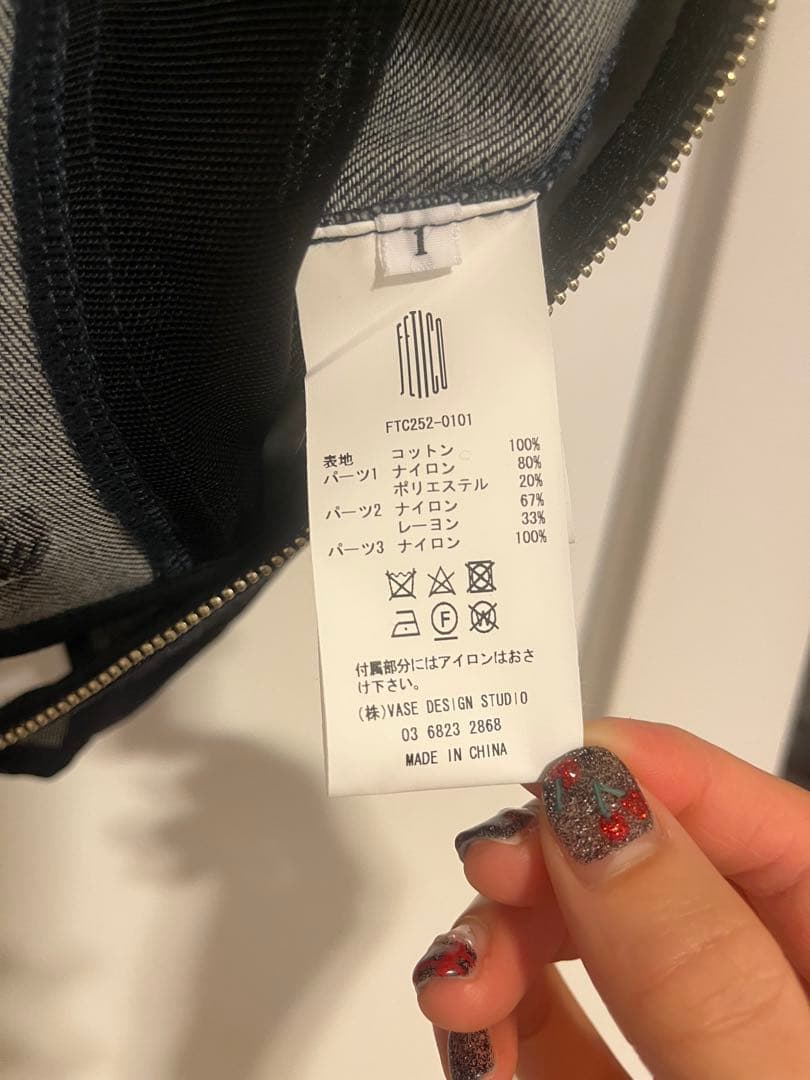 1
FETICO
FTC252-0101
表地 コットン 100%
パーツ1 ナイロン 80%
ポリエステル 20%
パーツ2 ナイロン 67%
レーヨン 33%
パーツ3 ナイロン 100%
F W
付属部分にはアイロンはおさ
け下さい。
(株)VASE DESIGN STUDIO
03 6823 2868
MADE IN CHINA